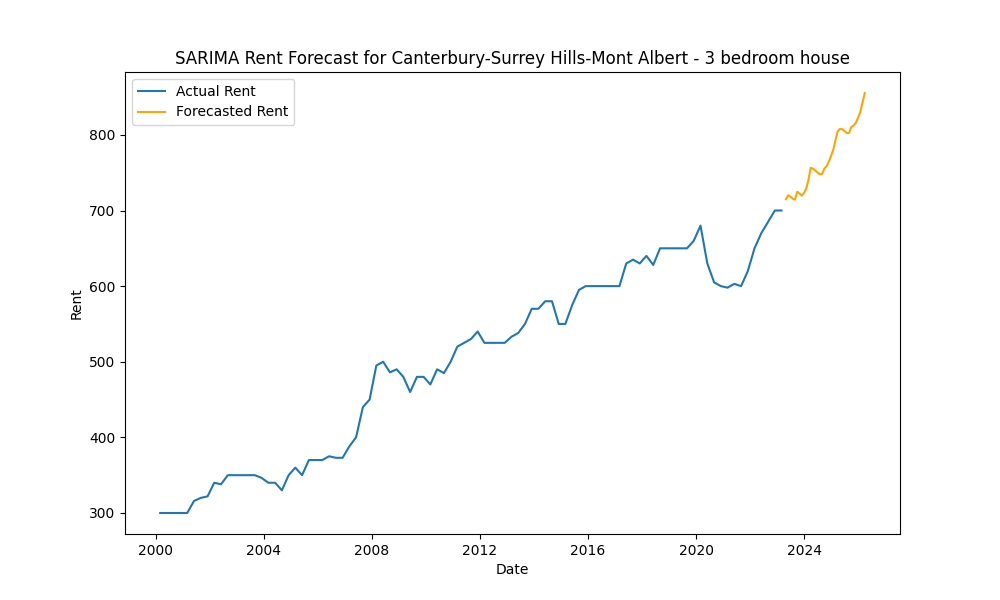 SARIMA Rent Forecast for Canterbury-Surrey Hills-Mont Albert - 3 bedroom house
Actual Rent
Forecasted Rent
800
700
600
500
400
300
Rent
2000 2004 2008 2012 2016 2020 2024
Date